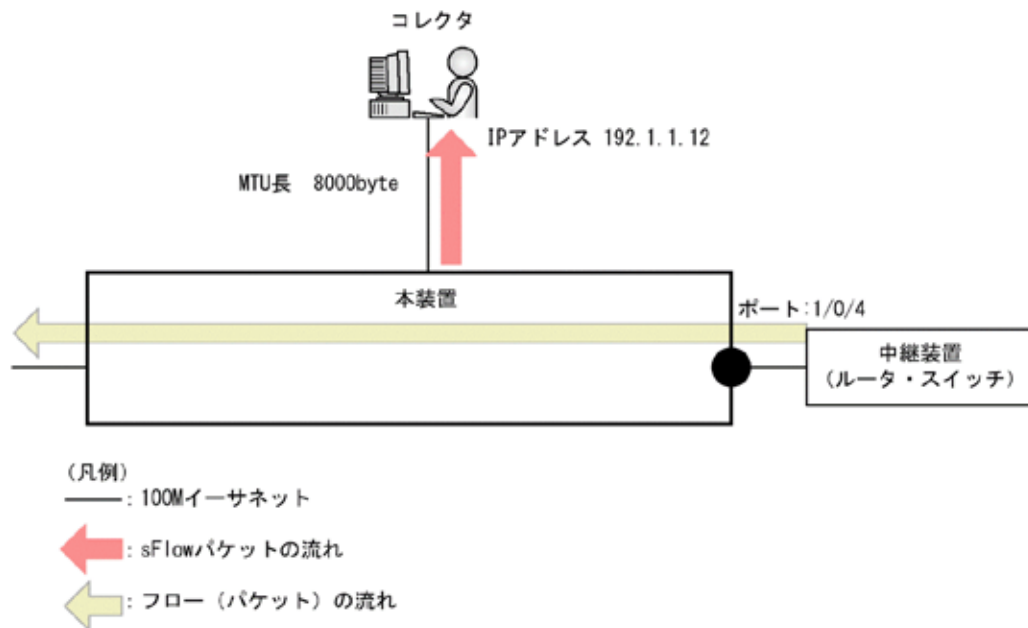 コレクタ
IPアドレス 192.1.1.12
MTU長 8000byte
本装置
ポート:1/0/4
中継装置
(ルータ・スイッチ)
(凡例)
: 100Mイーサネット
: sFlowパケットの流れ
: フロー(パケット)の流れ